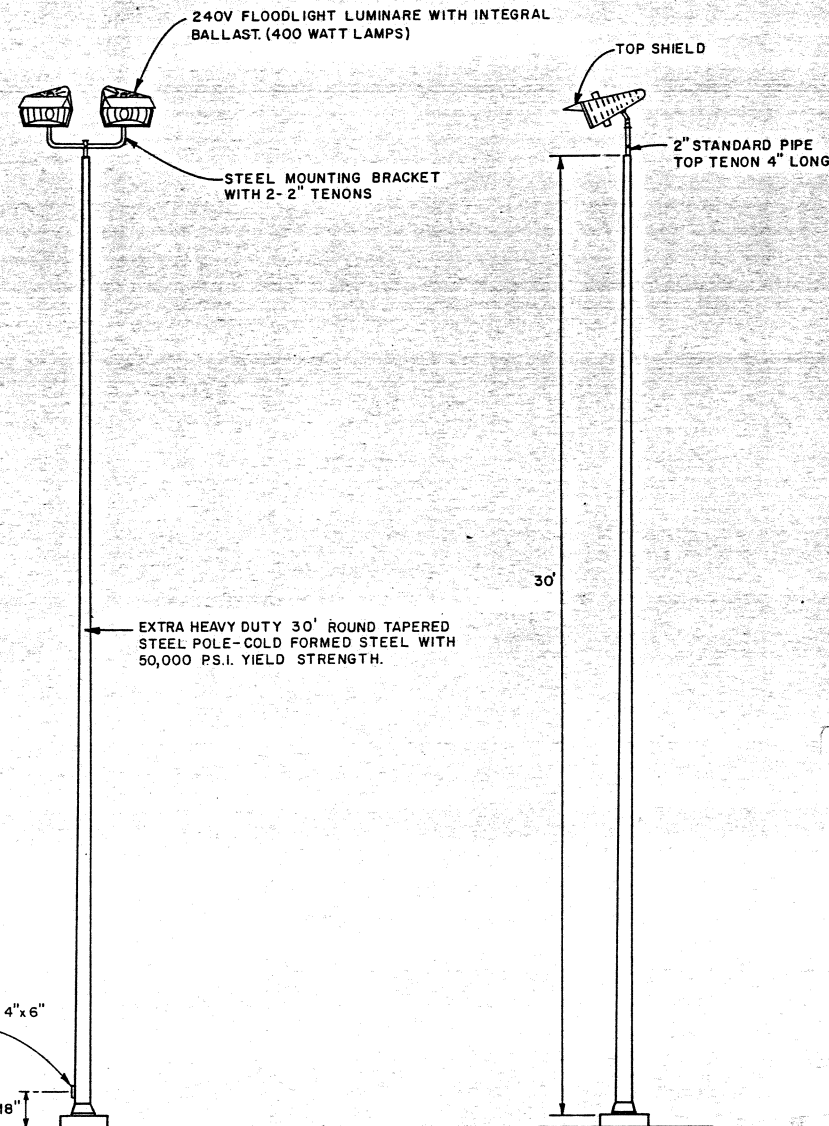 240V FLOODLIGHT LUMINARE WITH INTEGRAL
BALLAST. (400 WATT LAMPS)
TOP SHIELD
2" STANDARD PIPE
TOP TENON 4" LONG
STEEL MOUNTING BRACKET
WITH 2-2" TENONS
30'
EXTRA HEAVY DUTY 30' ROUND TAPERED
STEEL POLE-COLD FORMED STEEL WITH
50,000 P.S.I. YIELD STRENGTH.
4"x6"
18"